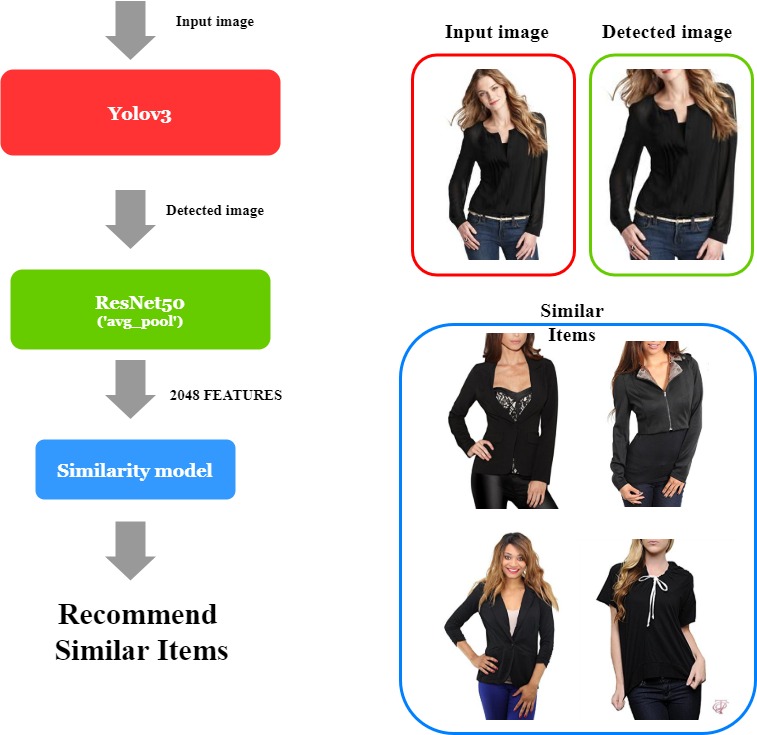 Input image
Yolov3
Detected image
ResNet50
('avg_pool')
2048 FEATURES
Similarity model
Recommend
Similar Items
Input image
Detected image
Similar
Items